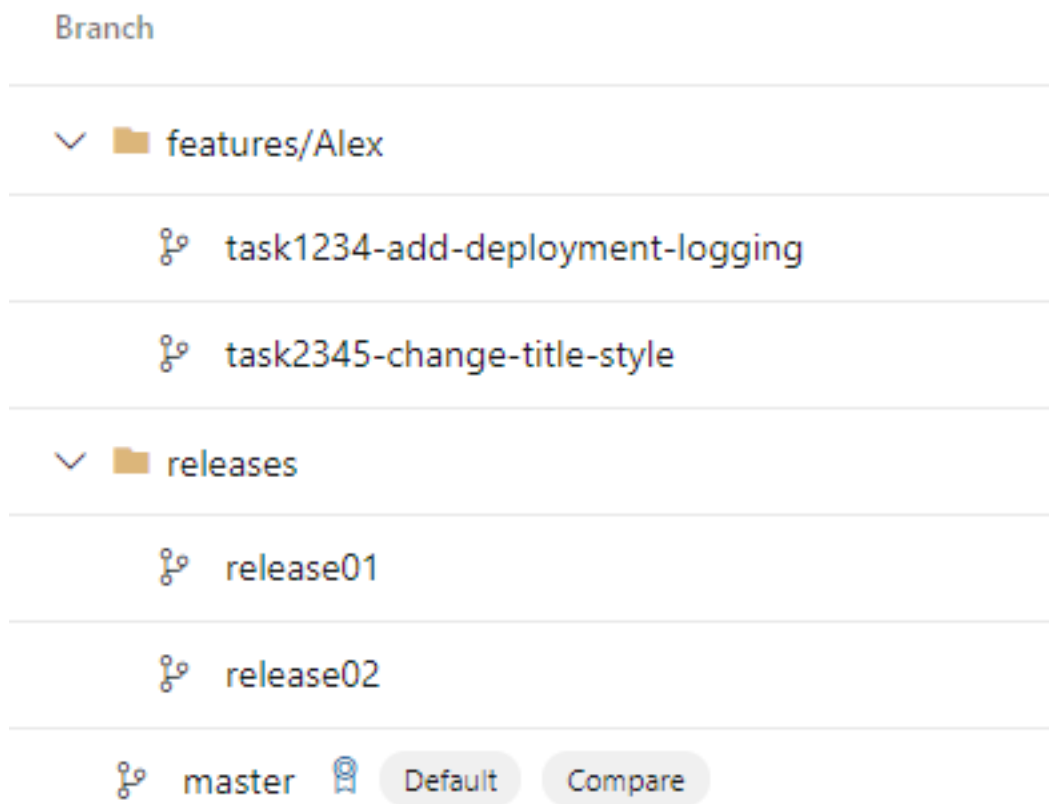 Branch
features/Alex
task1234-add-deployment-logging
task2345-change-title-style
releases
release01
release02
master Default Compare